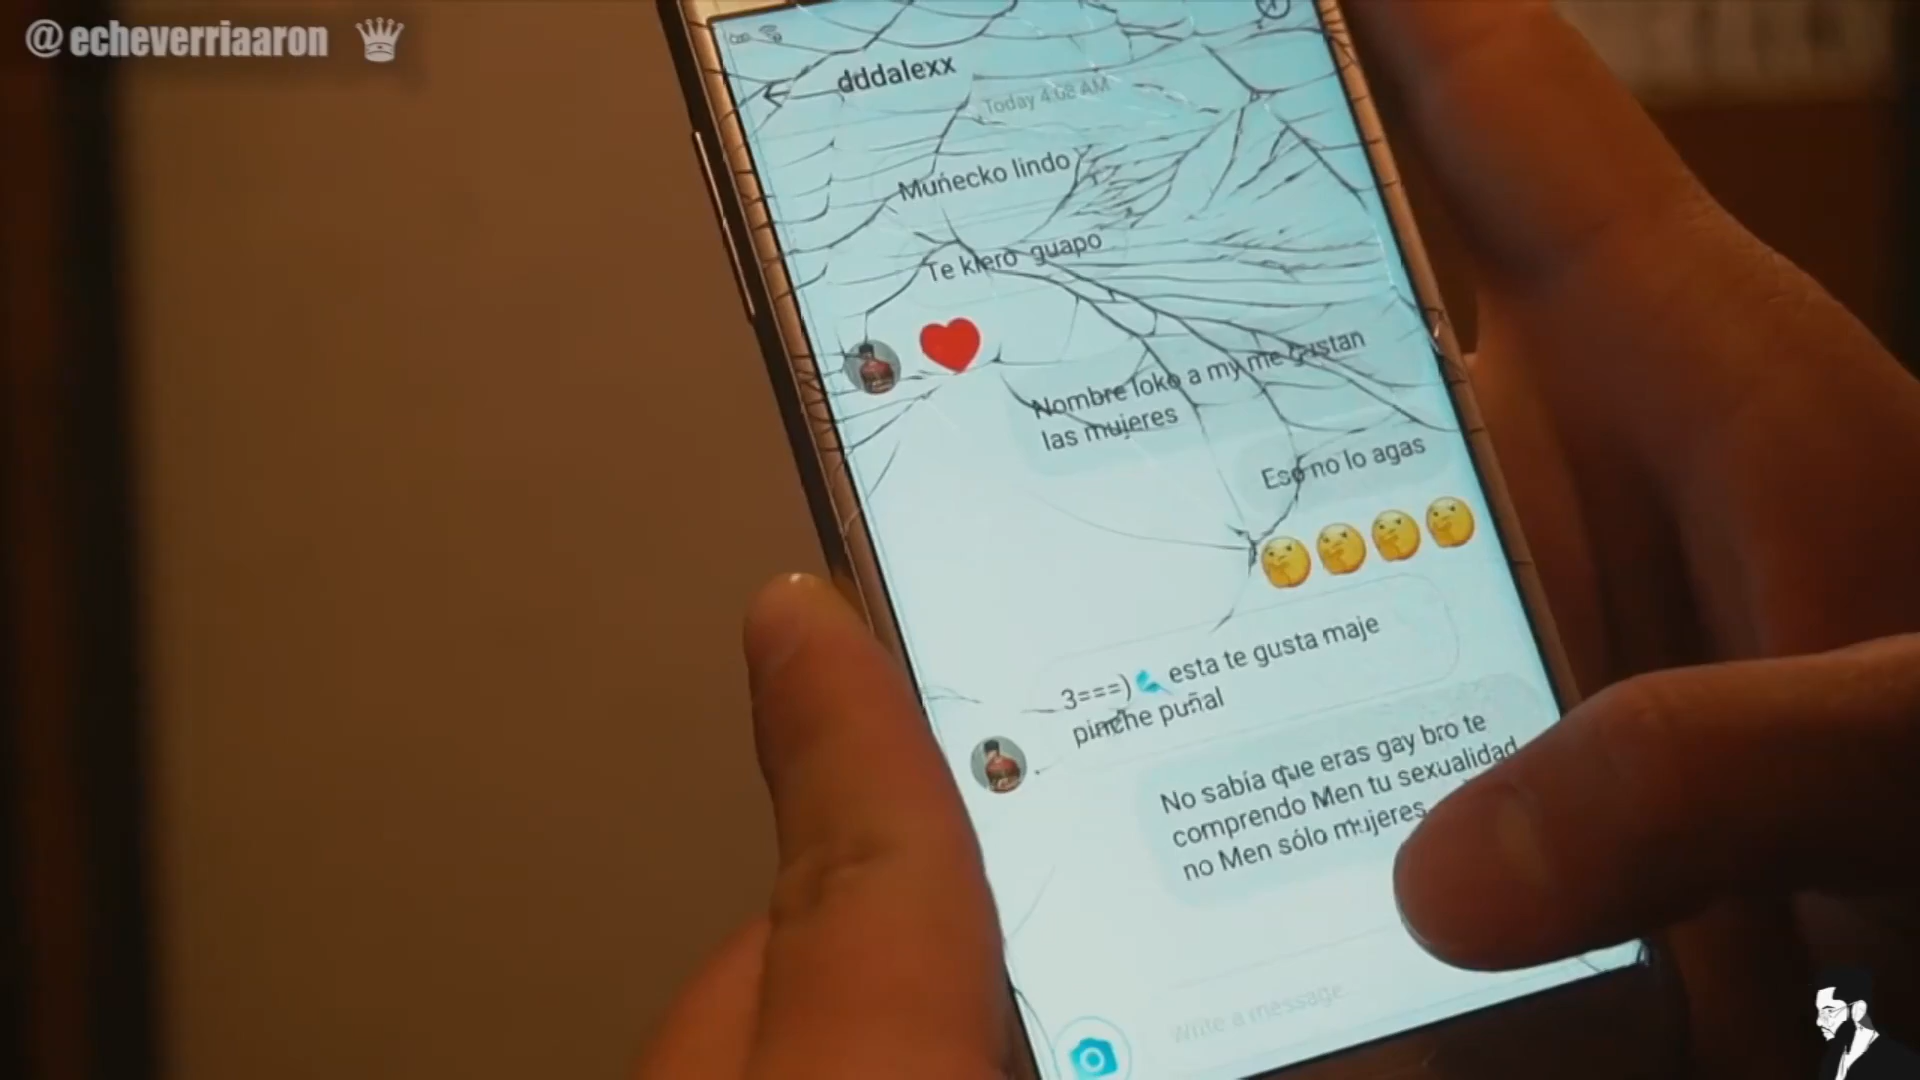 @echeverriaaron
dddalexx
Today 4:08 AM
Muñecko lindo
Te kiero guapo
Nombre loko a my me gustan
las mujeres
Eso no lo agas
3===) esta te gusta maje
pinche puñal
No sabía que eras gay bro te
comprendo Men tu sexualidad
no Men sólo mujeres
Write a message...